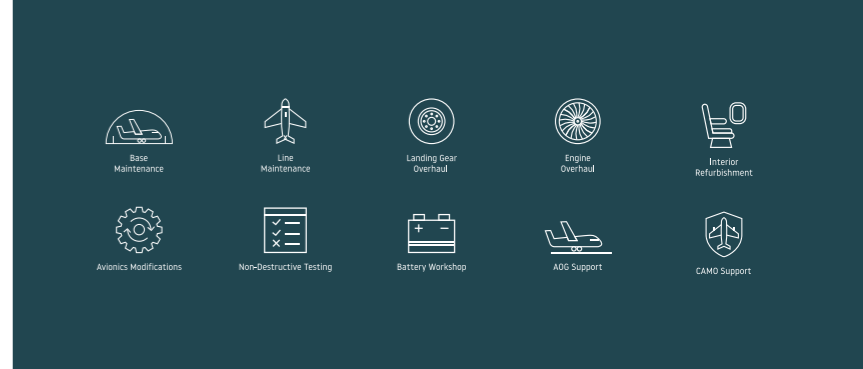 Base
Maintenance
Line
Maintenance
Landing Gear
Overhaul
Engine
Overhaul
Interior
Refurbishment
Avionics Modifications
Non-Destructive Testing
Battery Workshop
AOG Support
CAMO Support